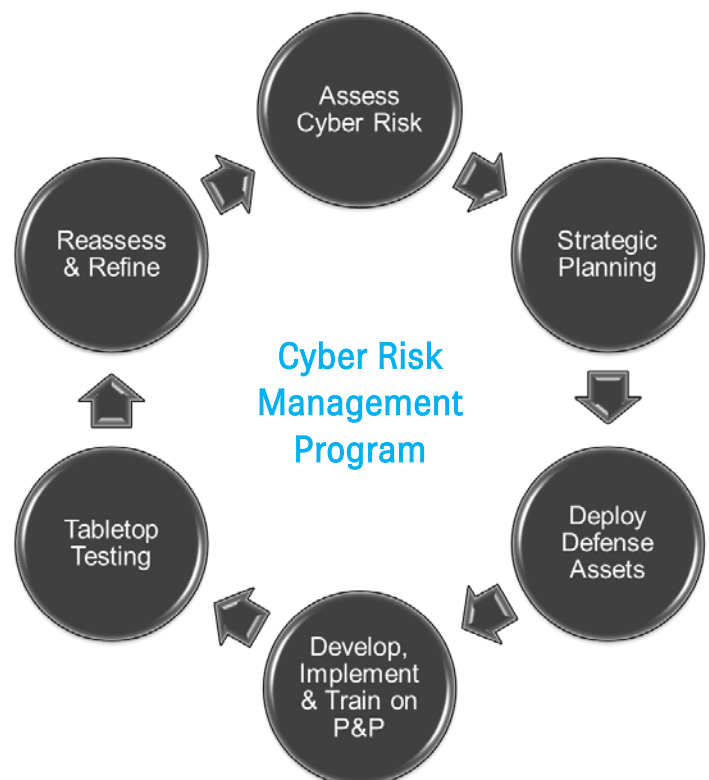 Assess
Cyber Risk
Strategic
Planning
Deploy
Defense
Assets
Develop,
Implement
& Train on
P&P
Tabletop
Testing
Reassess
& Refine
Cyber Risk
Management
Program